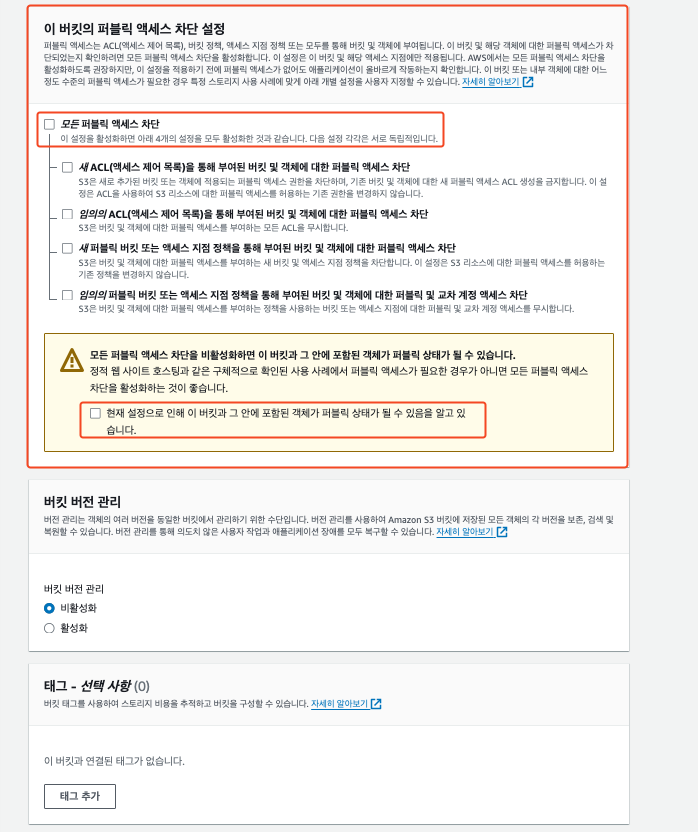 이 버킷의 퍼블릭 액세스 차단 설정
퍼블릭 액세스는 ACL(액세스 제어 목록), 버킷 정책, 액세스 지점 정책 또는 모두를 통해 버킷 및 객체에 부여됩니다. 이 버킷 및 해당 객체에 대한 퍼블릭 액세스가 차
단되었는지 확인하려면 모든 퍼블릭 액세스 차단을 활성화합니다. 이 설정은 이 버킷 및 해당 액세스 지점에만 적용됩니다. AWS에서는 모든 퍼블릭 액세스 차단을
활성화하도록 권장하지만, 이 설정을 적용하기 전에 퍼블릭 액세스가 없어도 애플리케이션이 올바르게 작동하는지 확인합니다. 이 버킷 또는 내부 객체에 대한 어느
정도 수준의 퍼블릭 액세스가 필요한 경우 특정 스토리지 사용 사례에 맞게 아래 개별 설정을 사용자 지정할 수 있습니다. 자세히 알아보기
모든 퍼블릭 액세스 차단
이 설정을 활성화하면 아래 4개의 설정을 모두 활성화한 것과 같습니다. 다음 설정 각각은 서로 독립적입니다.
새 ACL(액세스 제어 목록)을 통해 부여된 버킷 및 객체에 대한 퍼블릭 액세스 차단
S3은 새로 추가된 버킷 또는 객체에 적용되는 퍼블릭 액세스 권한을 차단하며, 기존 버킷 및 객체에 대한 새 퍼블릭 액세스 ACL 생성을 금지합니다. 이 설
정은 ACL을 사용하여 S3 리소스에 대한 퍼블릭 액세스를 허용하는 기존 권한을 변경하지 않습니다.
임의의 ACL(액세스 제어 목록)을 통해 부여된 버킷 및 객체에 대한 퍼블릭 액세스 차단
S3은 버킷 및 객체에 대한 퍼블릭 액세스를 부여하는 모든 ACL을 무시합니다.
새 퍼블릭 버킷 또는 액세스 지점 정책을 통해 부여된 버킷 및 객체에 대한 퍼블릭 액세스 차단
S3은 버킷 및 객체에 대한 퍼블릭 액세스를 부여하는 새 버킷 및 액세스 지점 정책을 차단합니다. 이 설정은 S3 리소스에 대한 퍼블릭 액세스를 허용하는
기존 정책을 변경하지 않습니다.
임의의 퍼블릭 버킷 또는 액세스 지점 정책을 통해 부여된 버킷 및 객체에 대한 퍼블릭 및 교차 계정 액세스 차단
S3은 버킷 및 객체에 대한 퍼블릭 액세스를 부여하는 정책을 사용하는 버킷 또는 액세스 지점에 대한 퍼블릭 및 교차 계정 액세스를 무시합니다.
모든 퍼블릭 액세스 차단을 비활성화하면 이 버킷과 그 안에 포함된 객체가 퍼블릭 상태가 될 수 있습니다.
정적 웹 사이트 호스팅과 같은 구체적으로 확인된 사용 사례에서 퍼블릭 액세스가 필요한 경우가 아니면 모든 퍼블릭 액세스
차단을 활성화하는 것이 좋습니다.
현재 설정으로 인해 이 버킷과 그 안에 포함된 객체가 퍼블릭 상태가 될 수 있음을 알고 있
습니다.
버킷 버전 관리
버전 관리는 객체의 여러 버전을 동일한 버킷에서 관리하기 위한 수단입니다. 버전 관리를 사용하여 Amazon S3 버킷에 저장된 모든 객체의 각 버전을 보존, 검색 및
복원할 수 있습니다. 버전 관리를 통해 의도치 않은 사용자 작업과 애플리케이션 장애를 모두 복구할 수 있습니다. 자세히 알아보기
버킷 버전 관리
비활성화
활성화
태그 - 선택 사항 (0)
버킷 태그를 사용하여 스토리지 비용을 추적하고 버킷을 구성할 수 있습니다. 자세히 알아보기
이 버킷과 연결된 태그가 없습니다.
태그 추가